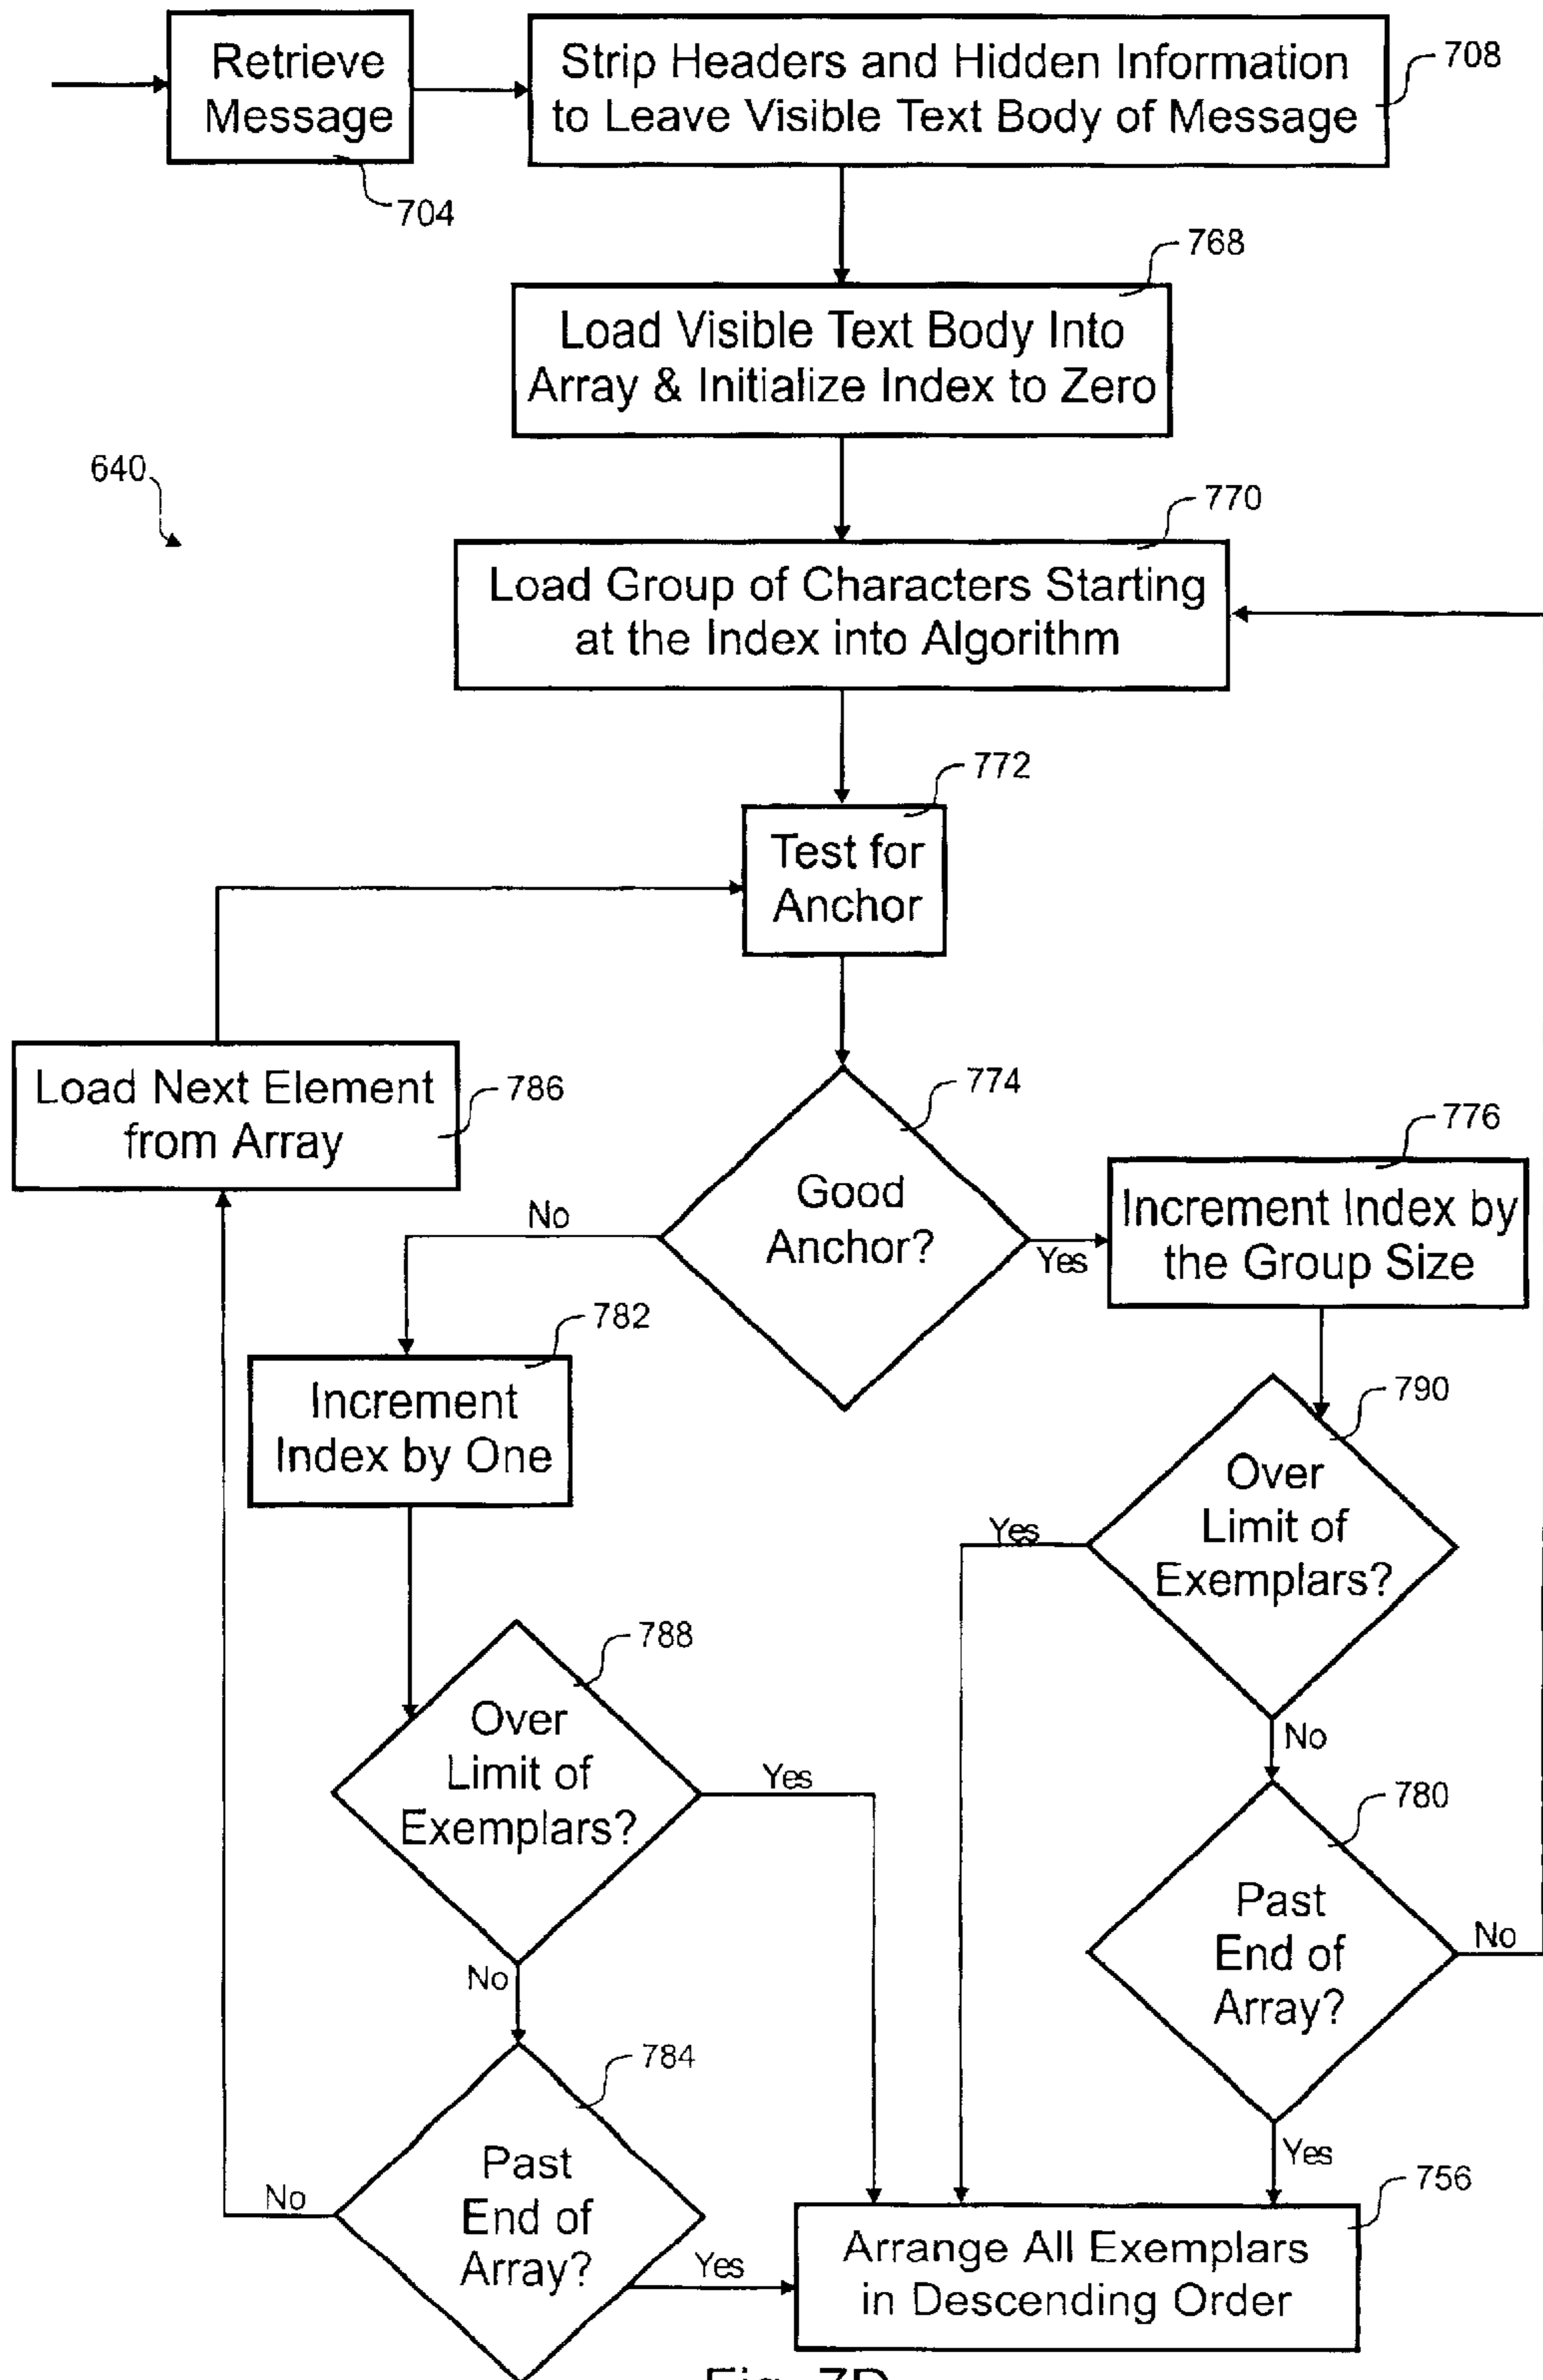 Retrieve
Message
704
Strip Headers and Hidden Information
to Leave Visible Text Body of Message
708
768
Load Visible Text Body Into
Array & Initialize Index to Zero
640
770
Load Group of Characters Starting
at the Index into Algorithm
772
Test for
Anchor
Load Next Element
from Array
786
774
Good
Anchor?
No
Yes
776
Increment Index by
the Group Size
782
Increment
Index by One
790
Over
Limit of
Exemplars?
Yes
No
788
Over
Limit of
Exemplars?
Yes
No
780
Past
End of
Array?
No
Yes
784
Past
End of
Array?
No
Yes
756
Arrange All Exemplars
in Descending Order